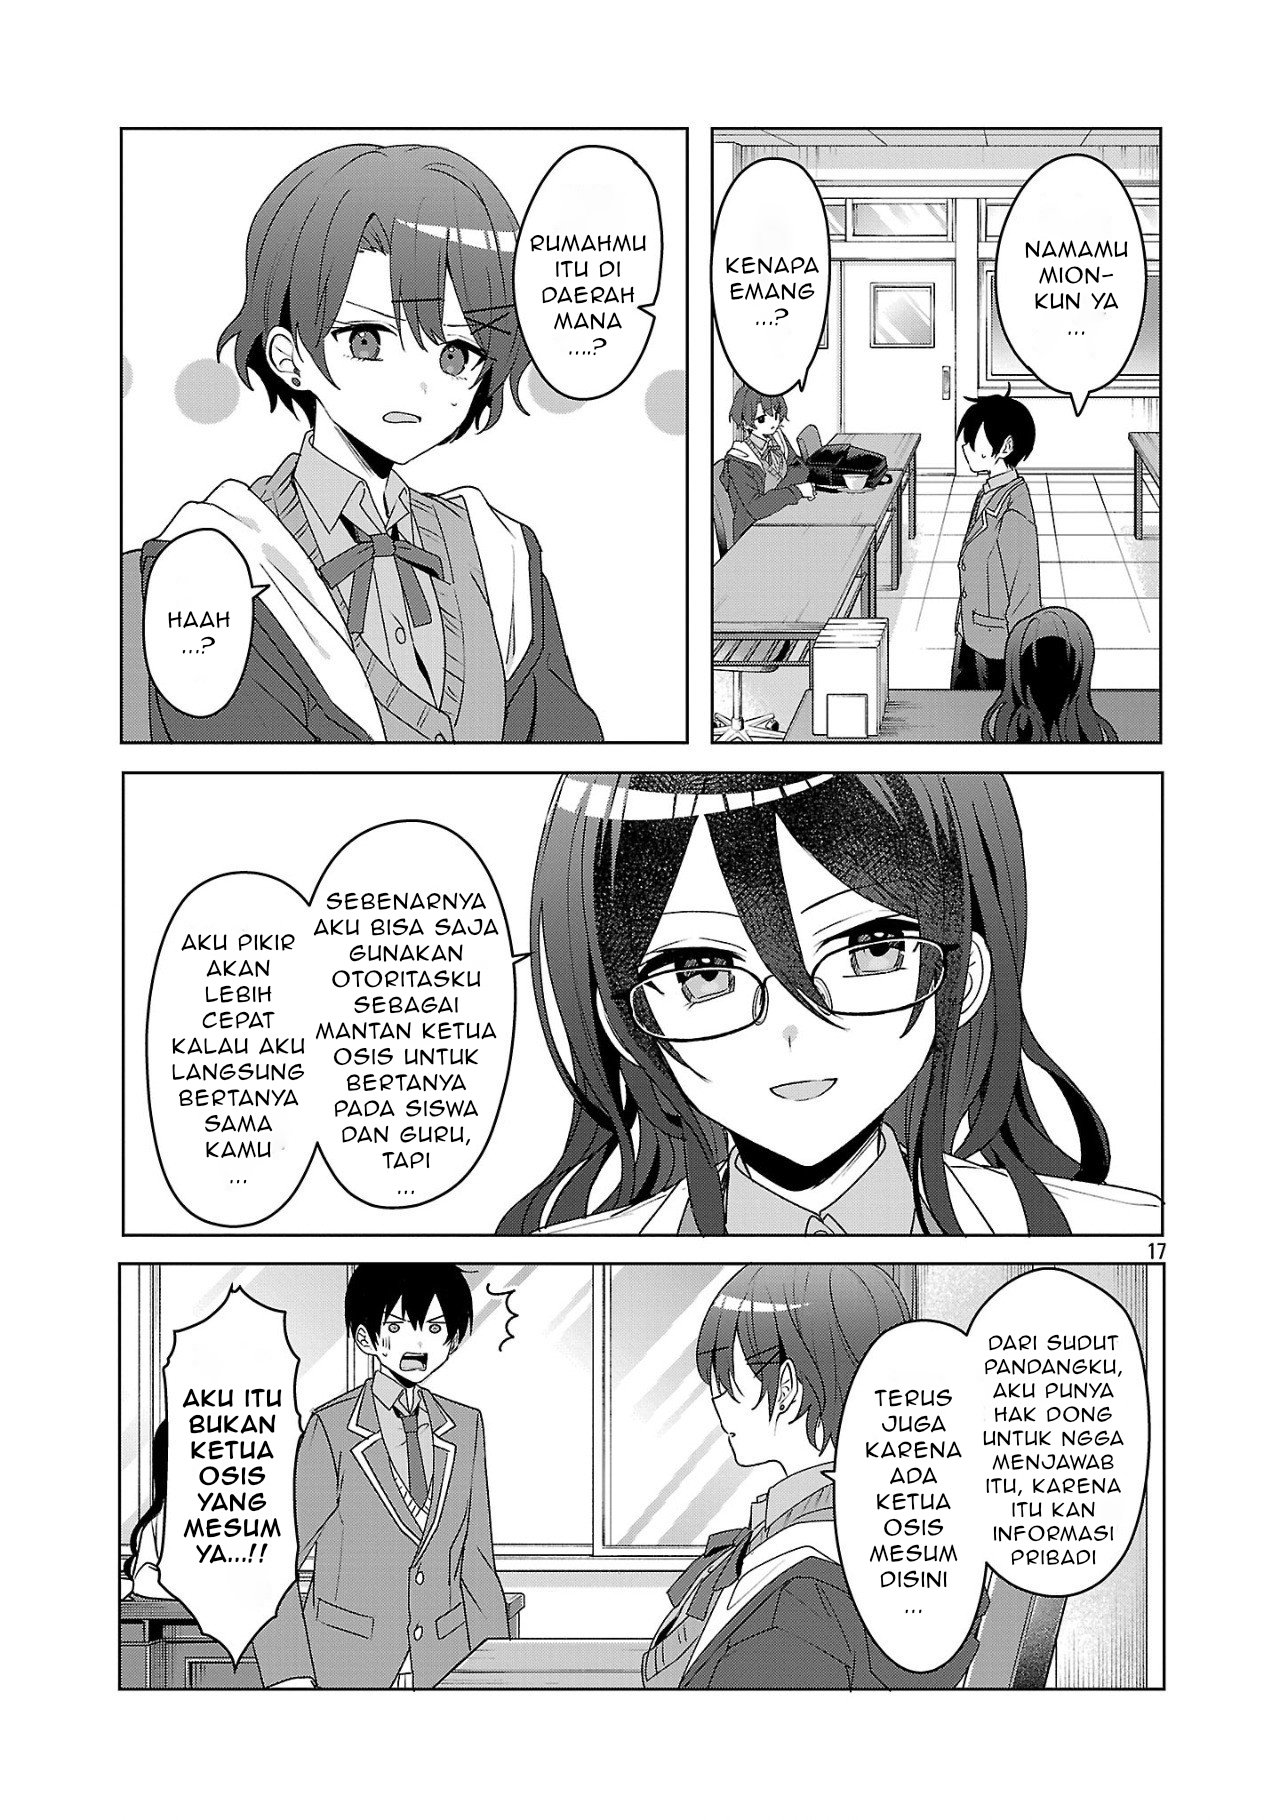 NAMAMU
MION-
KUN YA
...
KENAPA
EMANG
....?
RUMAHMU
ITU DI
DAERAH
MANA
.....?
HAAH
....?
SEBENARNYA
AKU BISA SAJA
GUNAKAN
OTORITASKU
SEBAGAI
MANTAN KETUA
OSIS UNTUK
BERTANYA
PADA SISWA
DAN GURU,
TAPI
...
AKU PIKIR
AKAN
LEBIH
CEPAT
KALAU AKU
LANGSUNG
BERTANYA
SAMA
KAMU
...
17
DARI SUDUT
PANDANGKU,
AKU PUNYA
HAK DONG
UNTUK NGGA
MENJAWAB
ITU, KARENA
ITU KAN
INFORMASI
PRIBADI
TERUS
JUGA
KARENA
ADA
KETUA
OSIS
MESUM
DISINI
...
AKU ITU
BUKAN
KETUA
OSIS
YANG
MESUM
YA...!!